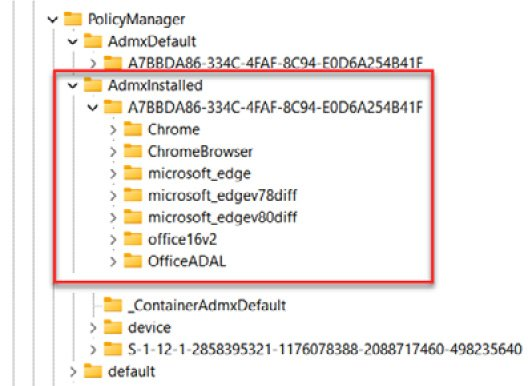 PolicyManager
AdmxDefault
A7BBDA86-334C-4FAF-8C94-E0D6A254B41F
AdmxInstalled
A7BBDA86-334C-4FAF-8C94-E0D6A254B41F
Chrome
ChromeBrowser
microsoft_edge
microsoft_edgev78diff
microsoft_edgev80diff
office16v2
OfficeADAL
_ContainerAdmxDefault
device
S-1-12-1-2858395321-1176078388-2088717460-498235640
default